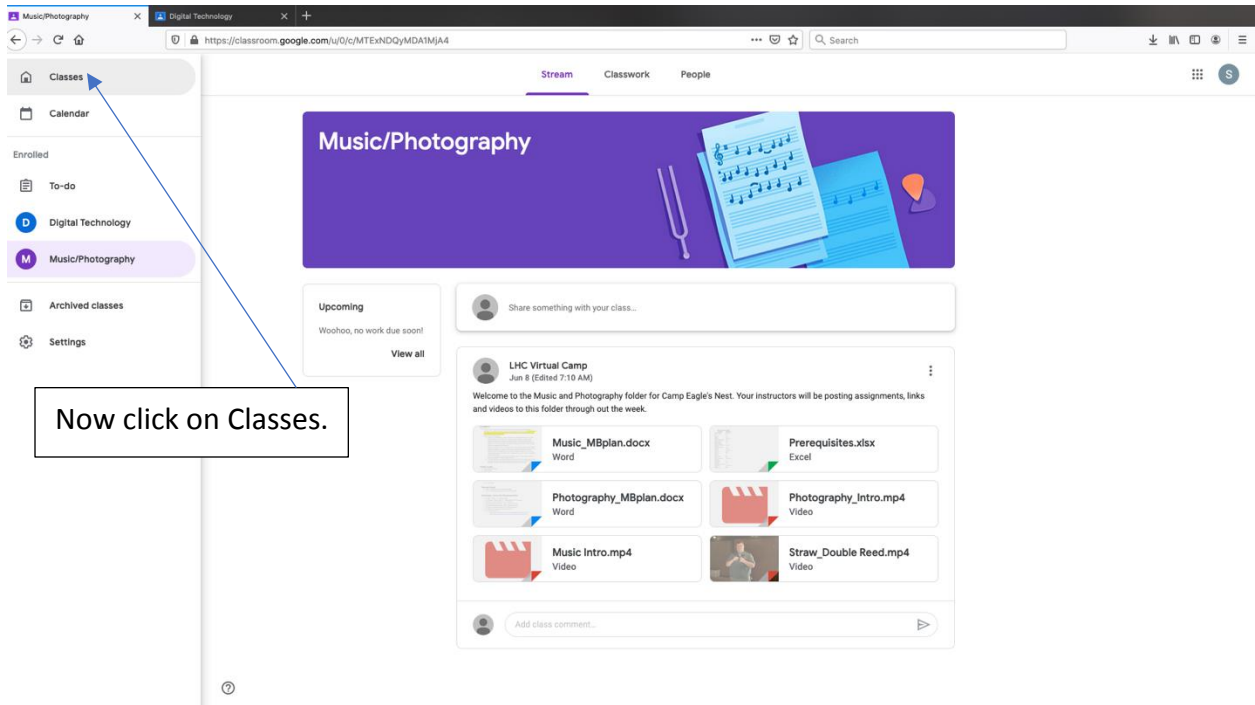 Music/Photography
Digital Technology
https://classroom.google.com/u/0/c/MTExNDQyMDA1MjA4
Search
Classes
Calendar
Enrolled
To-do
D Digital Technology
M Music/Photography
Archived classes
Settings
Now click on Classes.
Stream Classwork People
S
Music/Photography
Upcoming
Woohoo, no work due soon!
View all
Share something with your class...
LHC Virtual Camp
Jun 8 (Edited 7:10 AM)
Welcome to the Music and Photography folder for Camp Eagle's Nest. Your instructors will be posting assignments, links
and videos to this folder through out the week.
Music_MBplan.docx
Word
Prerequisites.xlsx
Excel
Photography_MBplan.docx
Word
Photography_Intro.mp4
Video
Music Intro.mp4
Video
Straw_Double Reed.mp4
Video
Add class comment...